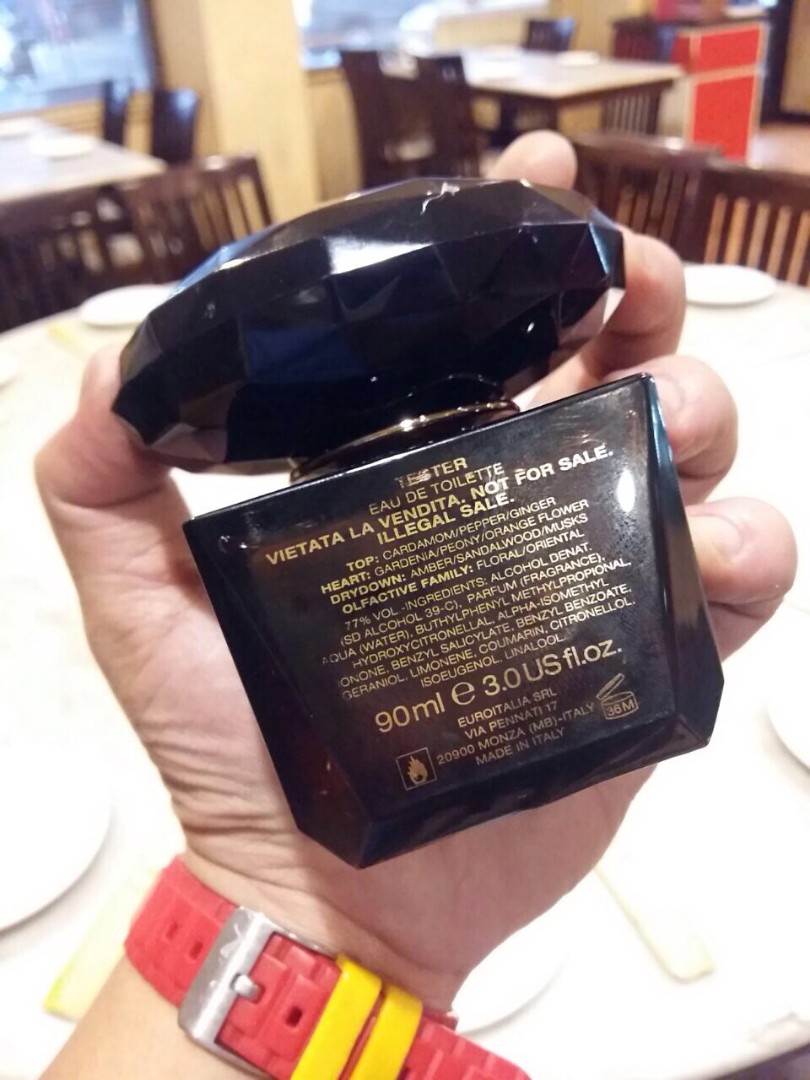 TESTER
EAU DE TOILETTE
VIETATA LA VENDITA, NOT FOR SALE.
ILLEGAL SALE.
TOP: CARDAMOM/PEPPER/GINGER
HEART: GARDENIA/PEONY/ORANGE FLOWER
DRYDOWN: AMBER/SANDALWOOD/MUSKS
OLFACTIVE FAMILY: FLORAL/ORIENTAL
77% VOL.-INGREDIENTS: ALCOHOL DENAT.
(SD ALCOHOL 39-C), PARFUM (FRAGRANCE),
AQUA (WATER), BUTHYLPHENYL METHYLPROPIONAL,
HYDROXYCITRONELLAL, ALPHA-ISOMETHYL
IONONE, BENZYL SALICYLATE, BENZYL BENZOATE,
GERANIOL, LIMONENE, COUMARIN, CITRONELLOL,
ISOEUGENOL, LINALOOL.
90ml e 3.0 US fl.oz.
EUROITALIA SRL
VIA PENNATI 17
20900 MONZA (MB)-ITALY
MADE IN ITALY
36M